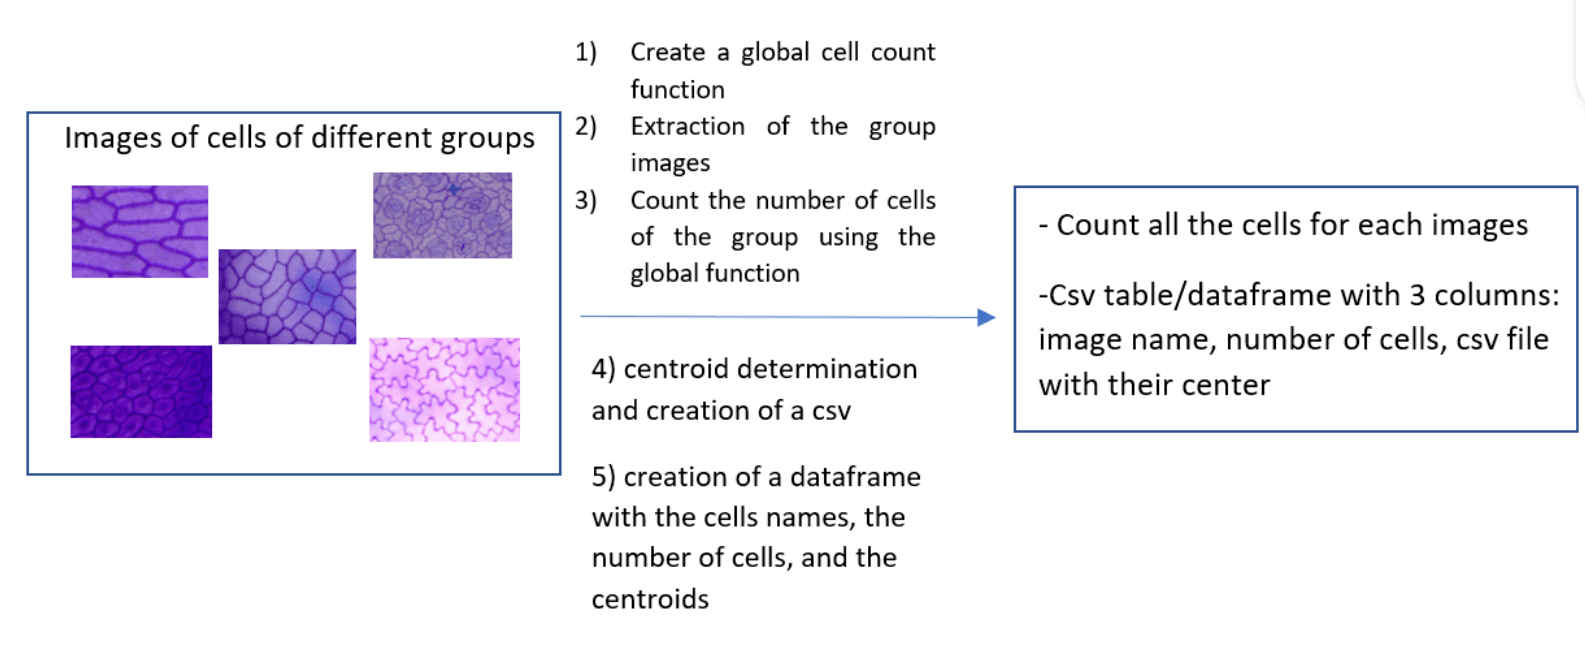 Images of cells of different groups
1) Create a global cell count
function
2) Extraction of the group
images
3) Count the number of cells
of the group using the
global function
4) centroid determination
and creation of a csv
5) creation of a dataframe
with the cells names, the
number of cells, and the
centroids
- Count all the cells for each images
-Csv table/dataframe with 3 columns:
image name, number of cells, csv file
with their center